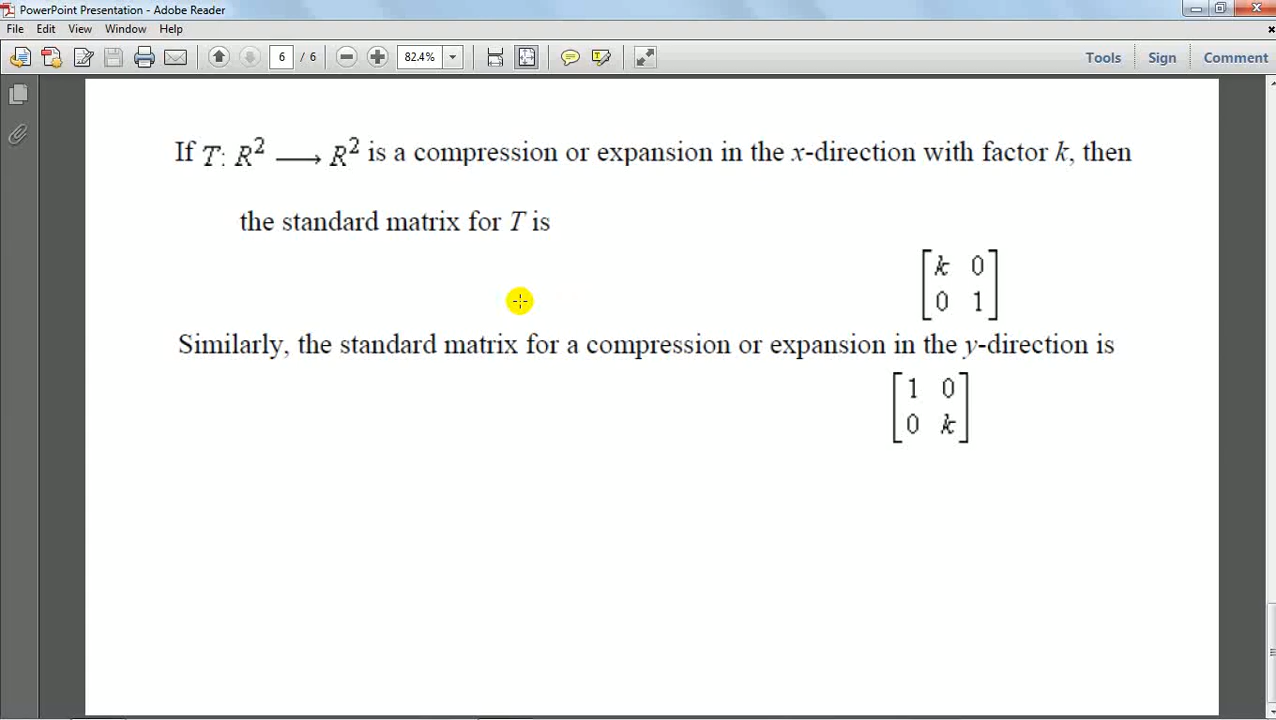 PowerPoint Presentation - Adobe Reader
File Edit View Window Help
6 / 6 82.4% Tools Sign Comment
If T: R² ⟶ R² is a compression or expansion in the x-direction with factor k, then
the standard matrix for T is
[k 0
0 1]
Similarly, the standard matrix for a compression or expansion in the y-direction is
[1 0
0 k]